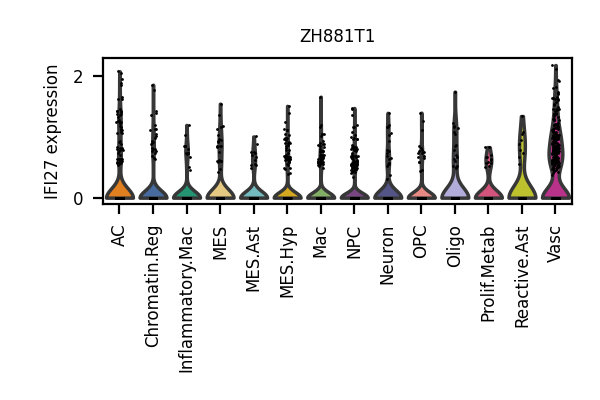 ZH881T1
IFI27 expression
2
0
AC
Chromatin.Reg
Inflammatory.Mac
MES
MES.Ast
MES.Hyp
Mac
NPC
Neuron
OPC
Oligo
Prolif.Metab
Reactive.Ast
Vasc